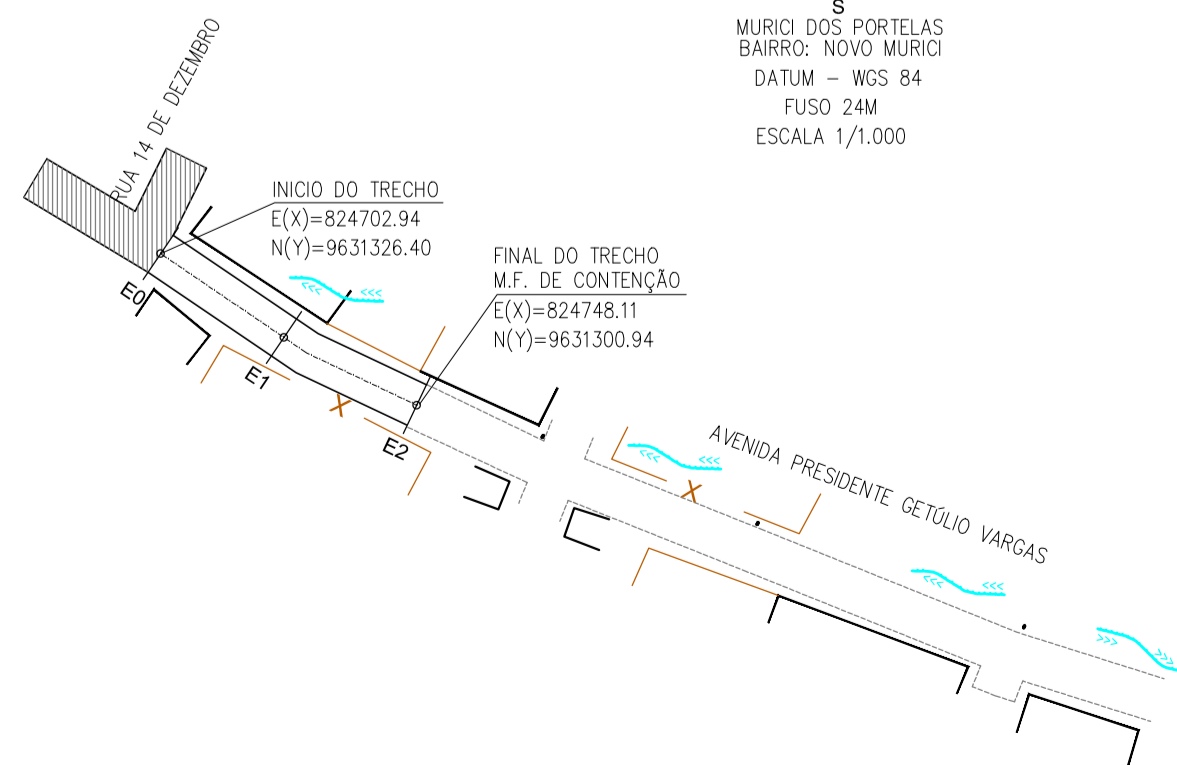 S
MURICI DOS PORTELAS
BAIRRO: NOVO MURICI
DATUM – WGS 84
FUSO 24M
ESCALA 1/1.000
RUA 14 DE DEZEMBRO
INICIO DO TRECHO
E(X)=824702.94
N(Y)=9631326.40
FINAL DO TRECHO
M.F. DE CONTENÇÃO
E(X)=824748.11
N(Y)=9631300.94
E0
E1
X
E2
AVENIDA PRESIDENTE GETÚLIO VARGAS
X